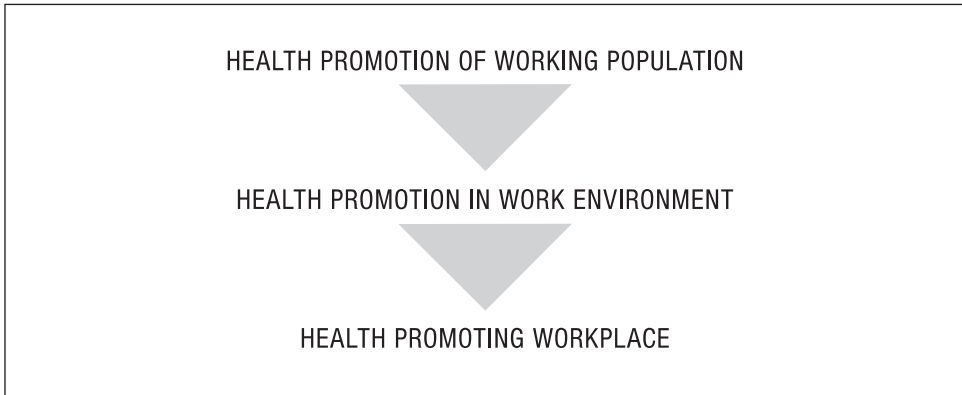 HEALTH PROMOTION OF WORKING POPULATION
HEALTH PROMOTION IN WORK ENVIRONMENT
HEALTH PROMOTING WORKPLACE